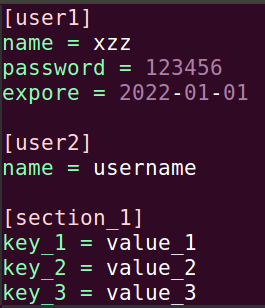 [user1]
name = xzz
password = 123456
expore = 2022-01-01

[user2]
name = username

[section_1]
key_1 = value_1
key_2 = value_2
key_3 = value_3